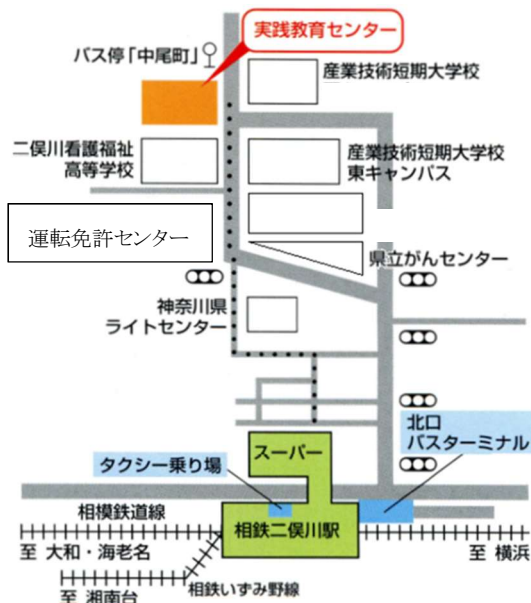 実践教育センター
バス停「中尾町」
産業技術短期大学校
二俣川看護福祉
高等学校
産業技術短期大学校
東キャンパス
運転免許センター
県立がんセンター
神奈川県
ライトセンター
北口
バスターミナル
スーパー
タクシー乗り場
相模鉄道線
相鉄二俣川駅
至 大和・海老名
至 横浜
相鉄いずみ野線
至 湘南台